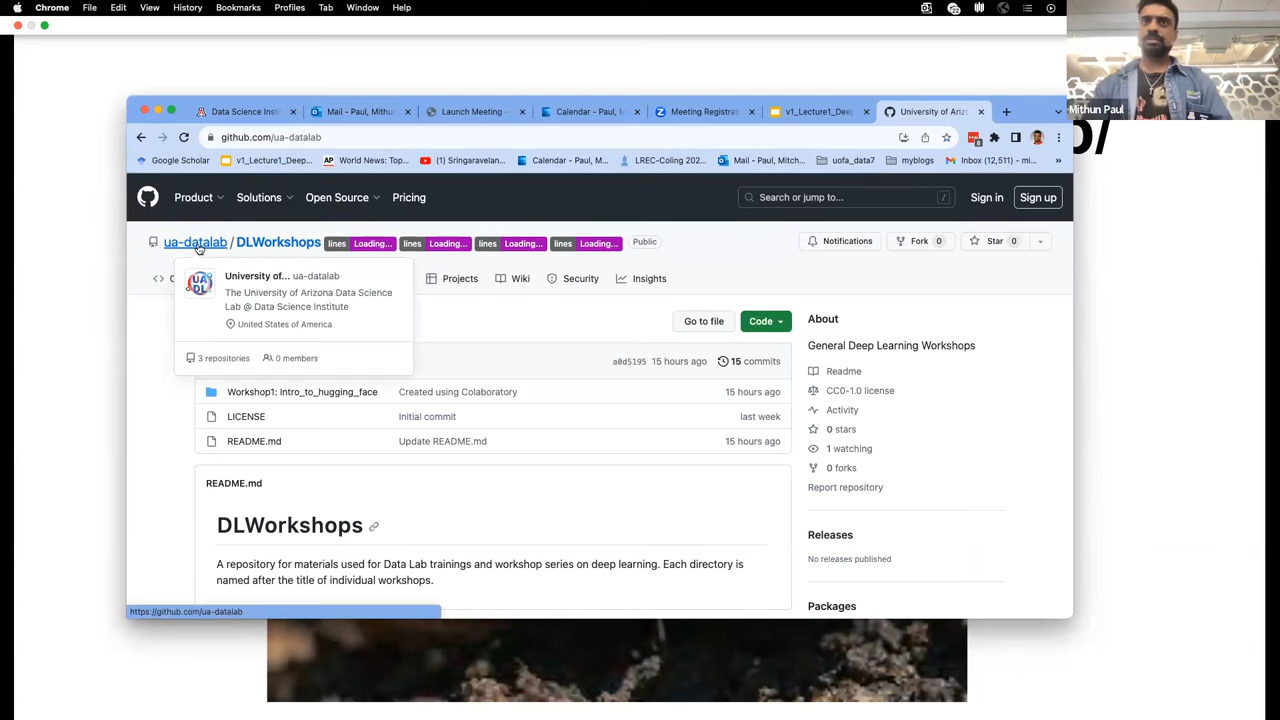 Chrome File Edit View History Bookmarks Profiles Tab Window Help
22
Mithun Paul
Data Science Insti
Mail - Paul, Mitch
Launch Meeting -
Calendar - Paul, M
Meeting Registrat
v1_Lecture1_Deep
University of Arizo
github.com/ua-datalab
Google Scholar
v1_Lecture1_Deep...
World News: Top...
(1) Sringaravelan...
Calendar - Paul, M...
LREC-Coling 202...
Mail - Paul, Mitch...
uofa_data7
myblogs
Inbox (12,511) - mi...
»
Product Solutions Open Source Pricing
Search or jump to...
/
Sign in
Sign up
ua-datalab / DLWorkshops
lines Loading...
lines Loading...
lines Loading...
lines Loading...
Public
Notifications
Fork 0
Star 0
University of... ua-datalab
The University of Arizona Data Science
Lab @ Data Science Institute
United States of America
3 repositories 0 members
Projects
Wiki
Security
Insights
Go to file
Code
a0d5195 15 hours ago 15 commits
Workshop1: Intro_to_hugging_face Created using Colaboratory 15 hours ago
LICENSE Initial commit last week
README.md Update README.md 15 hours ago
README.md
DLWorkshops
A repository for materials used for Data Lab trainings and workshop series on deep learning. Each directory is
named after the title of individual workshops.
About
General Deep Learning Workshops
Readme
CC0-1.0 license
Activity
0 stars
1 watching
0 forks
Report repository
Releases
No releases published
Packages
https://github.com/ua-datalab